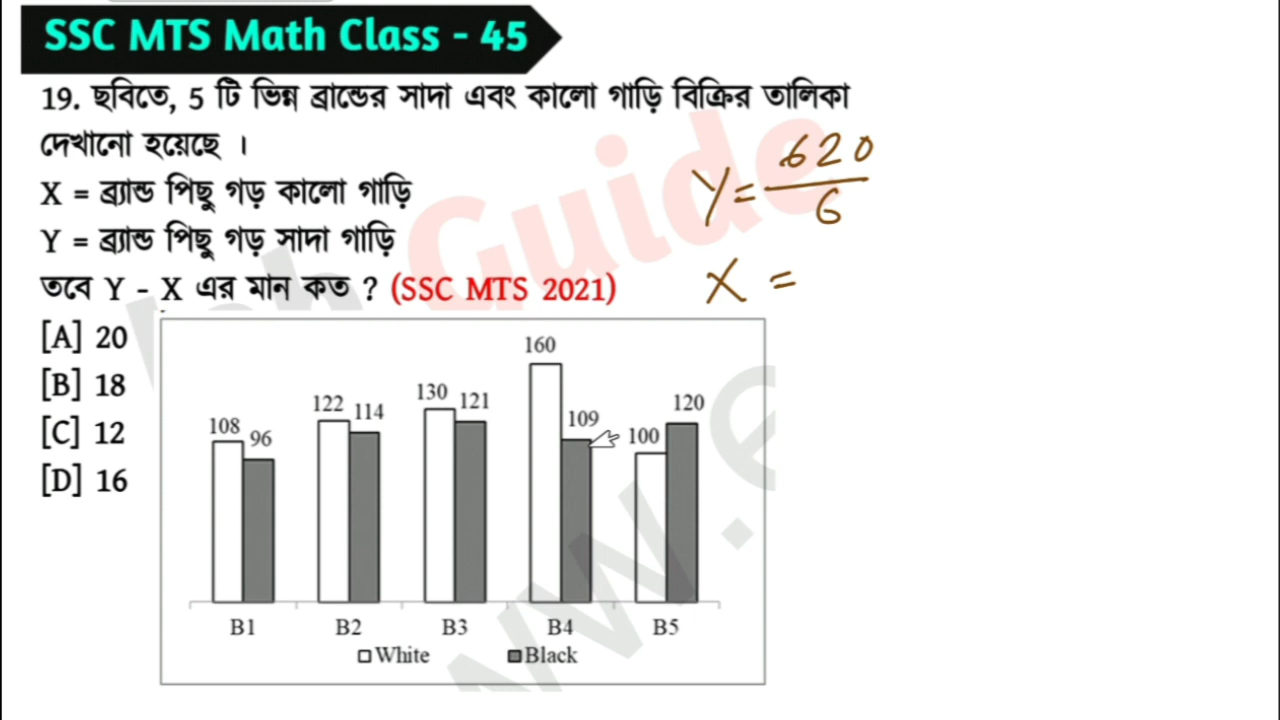 SSC MTS Math Class - 45
19. ছবিতে, 5 টি ভিন্ন ব্রান্ডের সাদা এবং কালো গাড়ি বিক্রির তালিকা
দেখানো হয়েছে ।
X = ব্র্যান্ড পিছু গড় কালো গাড়ি
Y = ব্র্যান্ড পিছু গড় সাদা গাড়ি
তবে Y - X এর মান কত ? (SSC MTS 2021)
[A] 20
[B] 18
[C] 12
[D] 16
Y = 620
6
X =
160
130 121
122 114
109
120
108 96
100
B1 B2 B3 B4 B5
White Black
Guide